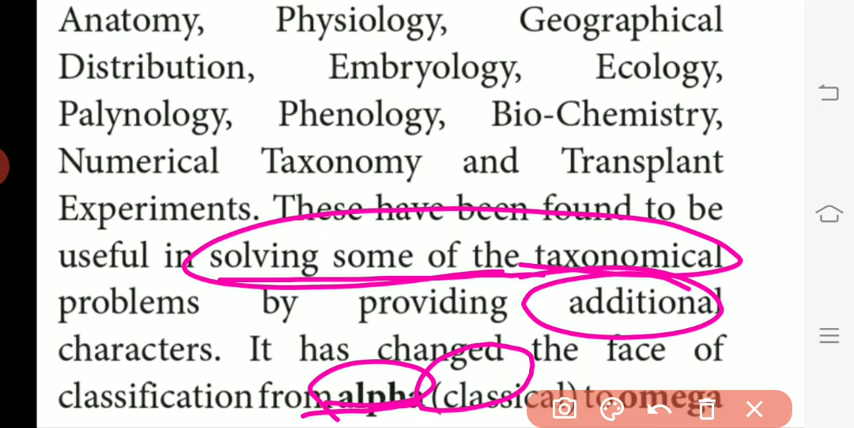 Anatomy, Physiology, Geographical
Distribution, Embryology, Ecology,
Palynology, Phenology, Bio-Chemistry,
Numerical Taxonomy and Transplant
Experiments. These have been found to be
useful in solving some of the taxonomical
problems by providing additional
characters. It has changed the face of
classification from alpha (classical) to omega